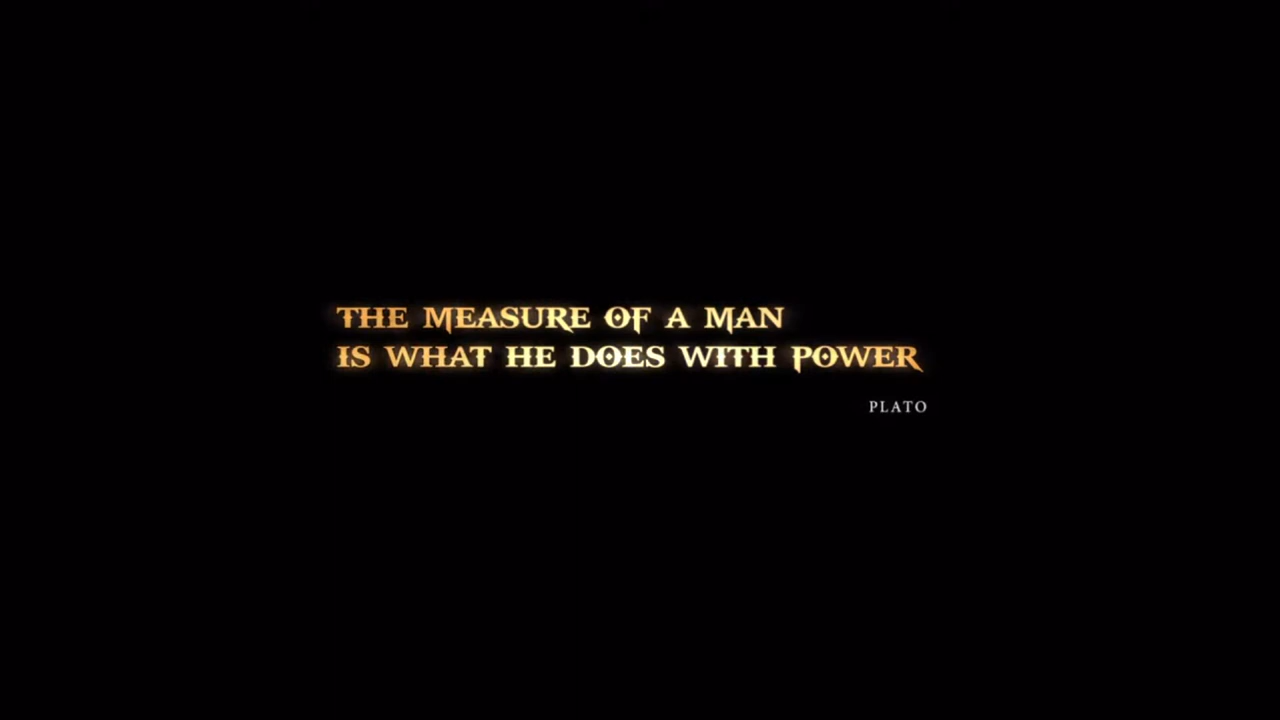 THE MEASURE OF A MAN
IS WHAT HE DOES WITH POWER
PLATO